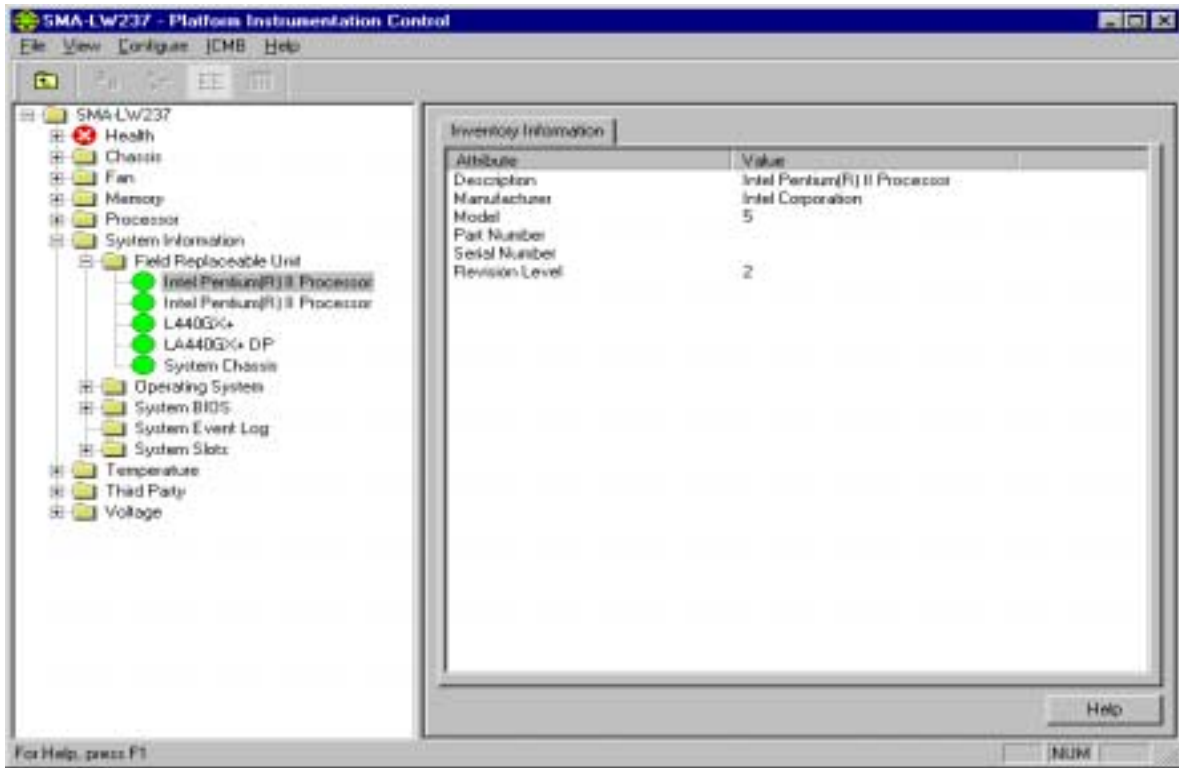 SMA-LW237 - Platform Instrumentation Control
File View Configure ICMB Help
SMA-LW237
Health
Chassis
Fan
Memory
Processor
System Information
Field Replaceable Unit
Intel Pentium(R) II Processor
Intel Pentium(R) II Processor
L440GX+
LA440GX+ DP
System Chassis
Operating System
System BIOS
System Event Log
System Slots
Temperature
Third Party
Voltage
Inventory Information
Attribute Value
Description Intel Pentium(R) II Processor
Manufacturer Intel Corporation
Model 5
Part Number
Serial Number
Revision Level 2
Help
For Help, press F1
NUM